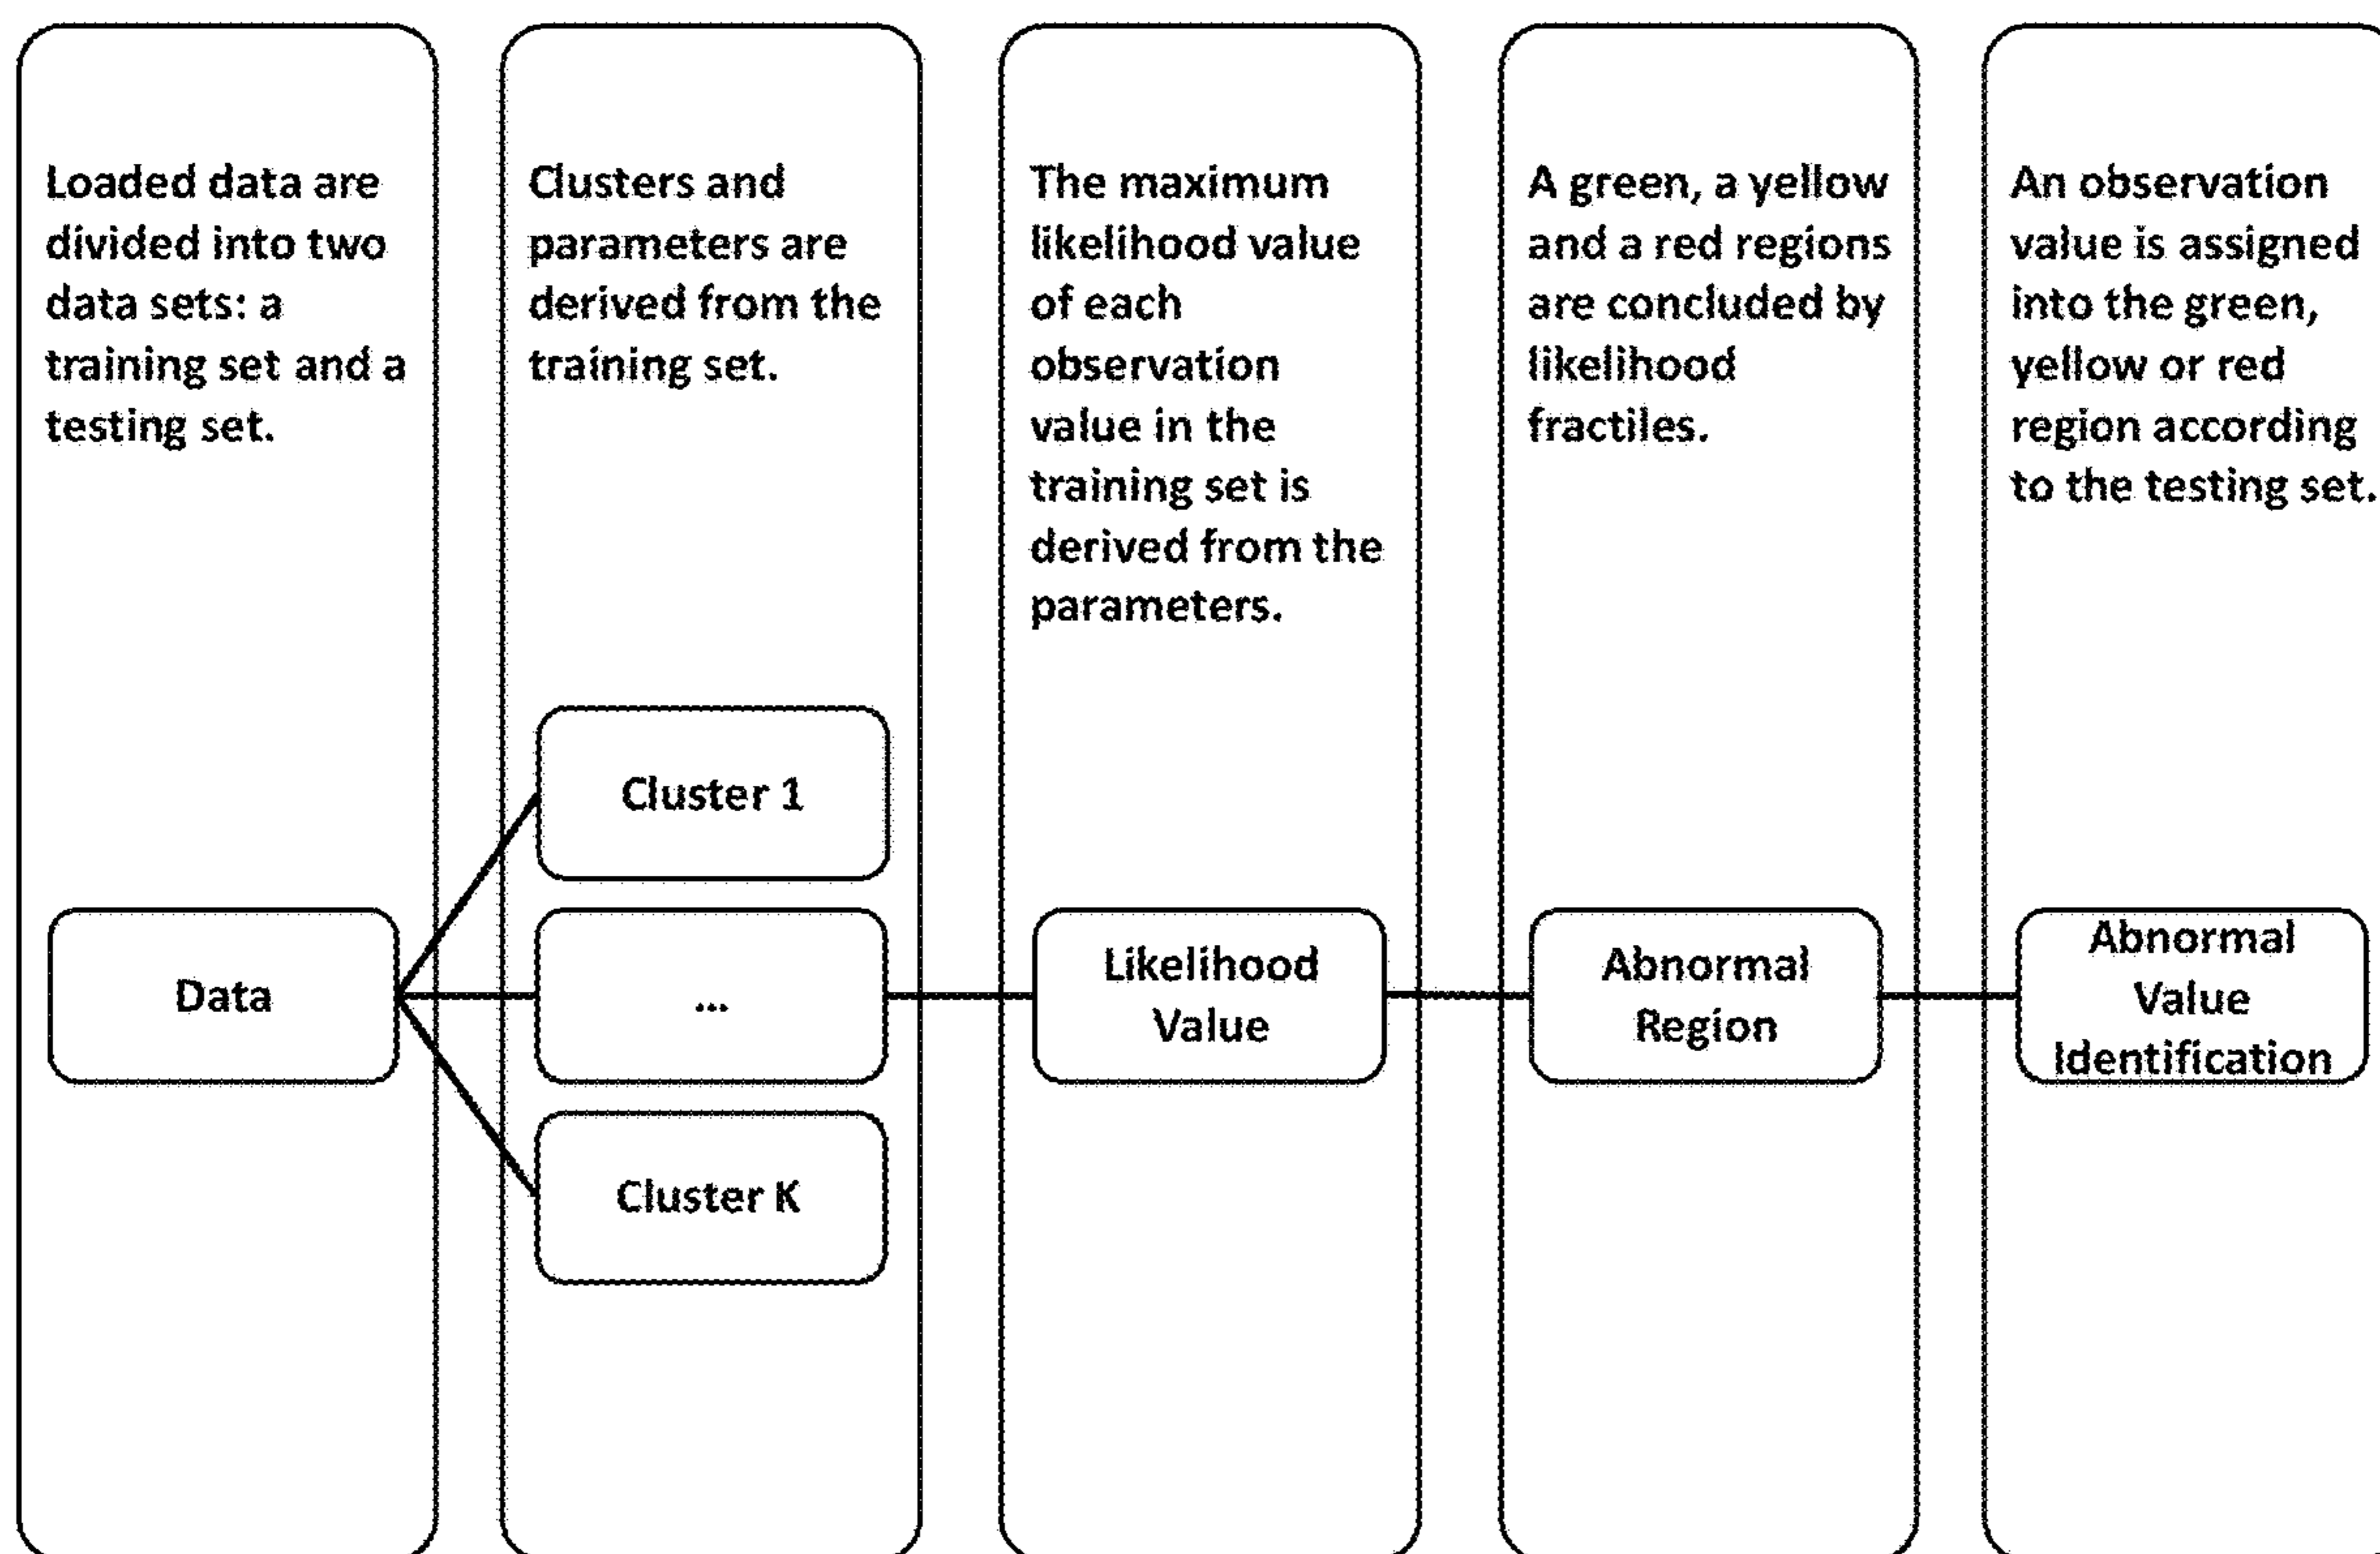 Loaded data are
divided into two
data sets: a
training set and a
testing set.
Clusters and
parameters are
derived from the
training set.
The maximum
likelihood value
of each
observation
value in the
training set is
derived from the
parameters.
A green, a yellow
and a red regions
are concluded by
likelihood
fractiles.
An observation
value is assigned
into the green,
yellow or red
region according
to the testing set.
Data
Cluster 1
...
Cluster K
Likelihood
Value
Abnormal
Region
Abnormal
Value
Identification